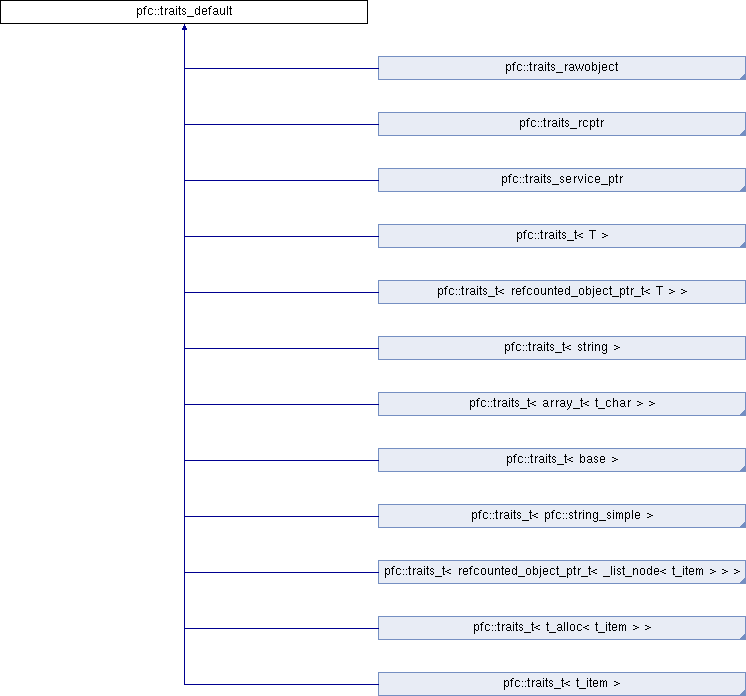 pfc::traits_default
pfc::traits_rawobject
pfc::traits_rcptr
pfc::traits_service_ptr
pfc::traits_t< T >
pfc::traits_t< refcounted_object_ptr_t< T > >
pfc::traits_t< string >
pfc::traits_t< array_t< t_char > >
pfc::traits_t< base >
pfc::traits_t< pfc::string_simple >
pfc::traits_t< refcounted_object_ptr_t< _list_node< t_item > > >
pfc::traits_t< t_alloc< t_item > >
pfc::traits_t< t_item >